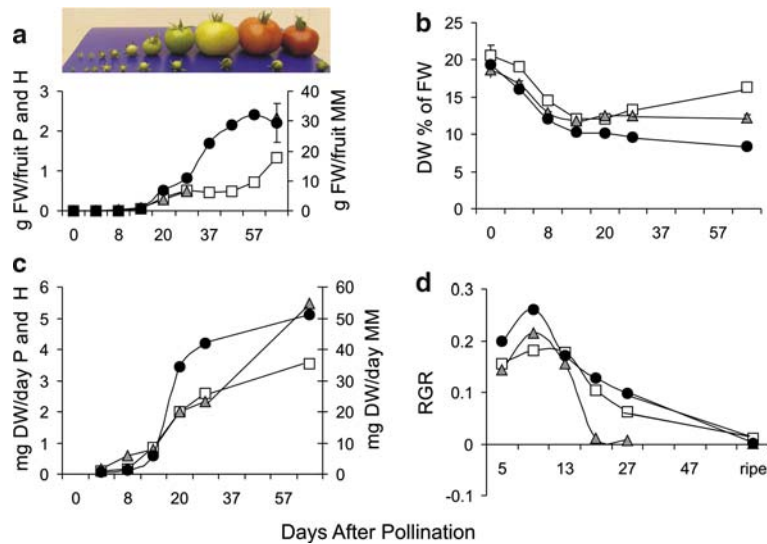 a
3
2
1
0
g FW/fruit P and H
40
30
20
10
0
g FW/fruit MM
0 8 20 37 57
b
25
20
15
10
5
0
DW % of FW
0 8 20 37 57
c
6
5
4
3
2
1
0
mg DW/day P and H
60
50
40
30
20
10
0
mg DW/day MM
0 8 20 37 57
d
0.3
0.2
0.1
0
-0.1
RGR
5 13 27 47 ripe
Days After Pollination